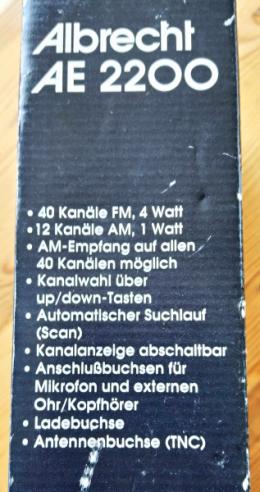 Albrecht
AE 2200
• 40 Kanäle FM, 4 Watt
• 12 Kanäle AM, 1 Watt
• AM-Empfang auf allen
40 Kanälen möglich
• Kanalwahl über
up/down-Tasten
• Automatischer Suchlauf
(Scan)
• Kanalanzeige abschaltbar
• Anschlußbuchsen für
Mikrofon und externen
Ohr/Kopfhörer
• Ladebuchse
• Antennenbuchse (TNC)